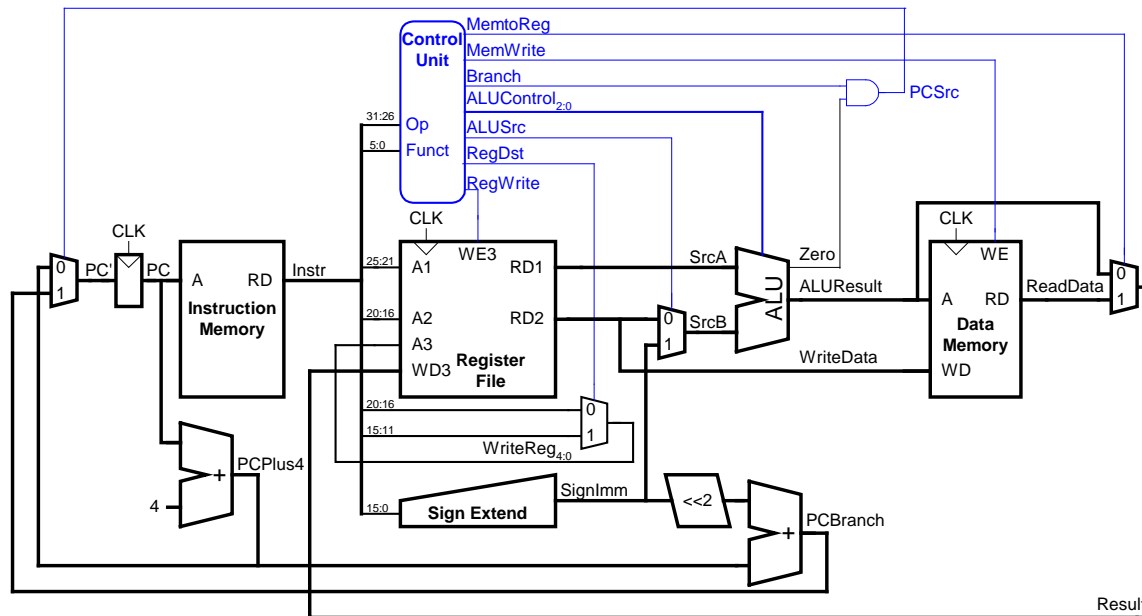 MemtoReg
Control
Unit
MemWrite
Branch
PCSrc
ALUControl2:0
31:26
Op
ALUSrc
5:0
Funct
RegDst
RegWrite
CLK
CLK
CLK
0
1
PC'
PC
A
RD
Instruction
Memory
Instr
25:21
A1
WE3
RD1
SrcA
Zero
WE
0
1
20:16
A2
RD2
0
1
SrcB
ALU
ALUResult
A
RD
ReadData
Data
Memory
A3
WD3
Register
File
WriteData
WD
20:16
0
15:11
1
WriteReg4:0
PCPlus4
+
4
SignImm
15:0
Sign Extend
<<2
PCBranch
+
Result